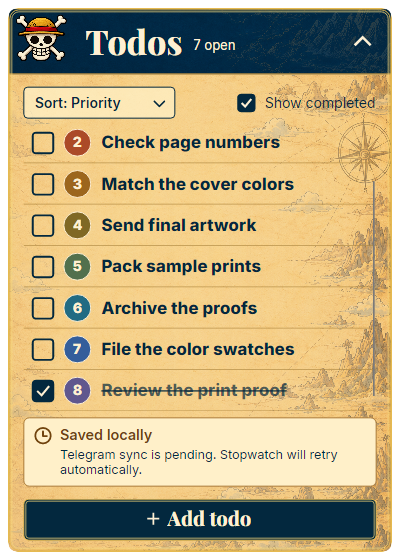 Todos 7 open
Sort: Priority
Show completed
2 Check page numbers
3 Match the cover colors
4 Send final artwork
5 Pack sample prints
6 Archive the proofs
7 File the color swatches
8 Review the print proof
Saved locally
Telegram sync is pending. Stopwatch will retry
automatically.
+ Add todo